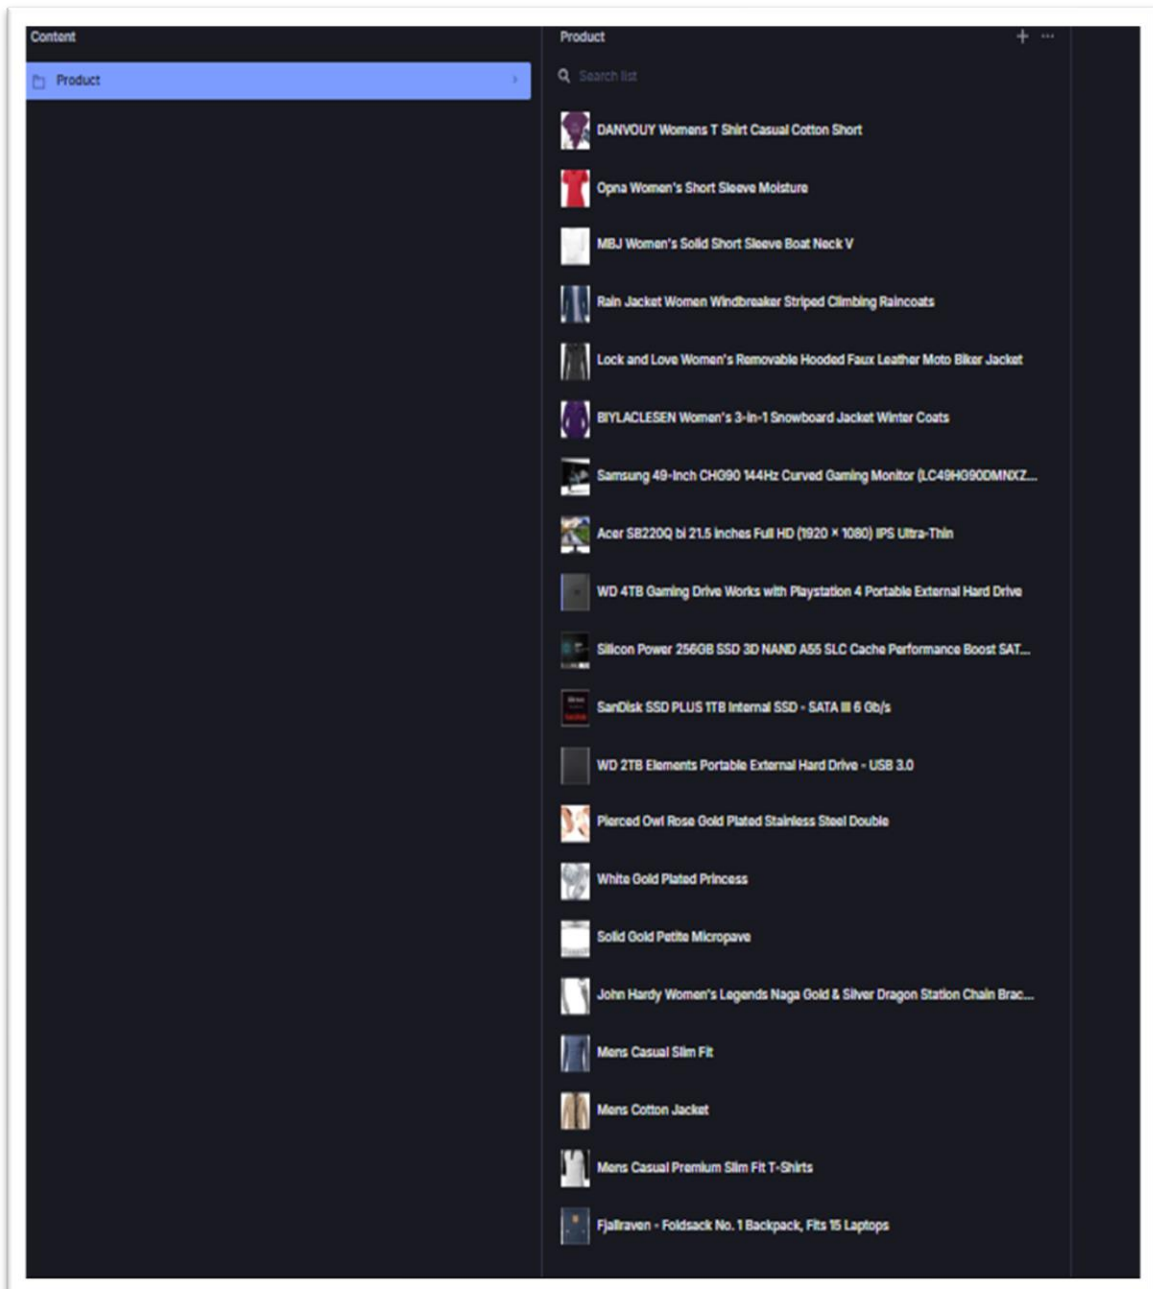 Content
Product
Product
Search list
DANVOUY Womens T Shirt Casual Cotton Short
Opna Women's Short Sleeve Moisture
MBJ Women's Solid Short Sleeve Boat Neck V
Rain Jacket Women Windbreaker Striped Climbing Raincoats
Lock and Love Women's Removable Hooded Faux Leather Moto Biker Jacket
BIYLACLESEN Women's 3-in-1 Snowboard Jacket Winter Coats
Samsung 49-Inch CHG90 144Hz Curved Gaming Monitor (LC49HG90DMNXZ...
Acer SB220Q bi 21.5 inches Full HD (1920 × 1080) IPS Ultra-Thin
WD 4TB Gaming Drive Works with Playstation 4 Portable External Hard Drive
Silicon Power 256GB SSD 3D NAND A55 SLC Cache Performance Boost SAT...
SanDisk SSD PLUS 1TB Internal SSD - SATA III 6 Gb/s
WD 2TB Elements Portable External Hard Drive - USB 3.0
Pierced Owl Rose Gold Plated Stainless Steel Double
White Gold Plated Princess
Solid Gold Petite Micropave
John Hardy Women's Legends Naga Gold & Silver Dragon Station Chain Brac...
Mens Casual Slim Fit
Mens Cotton Jacket
Mens Casual Premium Slim Fit T-Shirts
Fjallraven - Foldsack No. 1 Backpack, Fits 15 Laptops